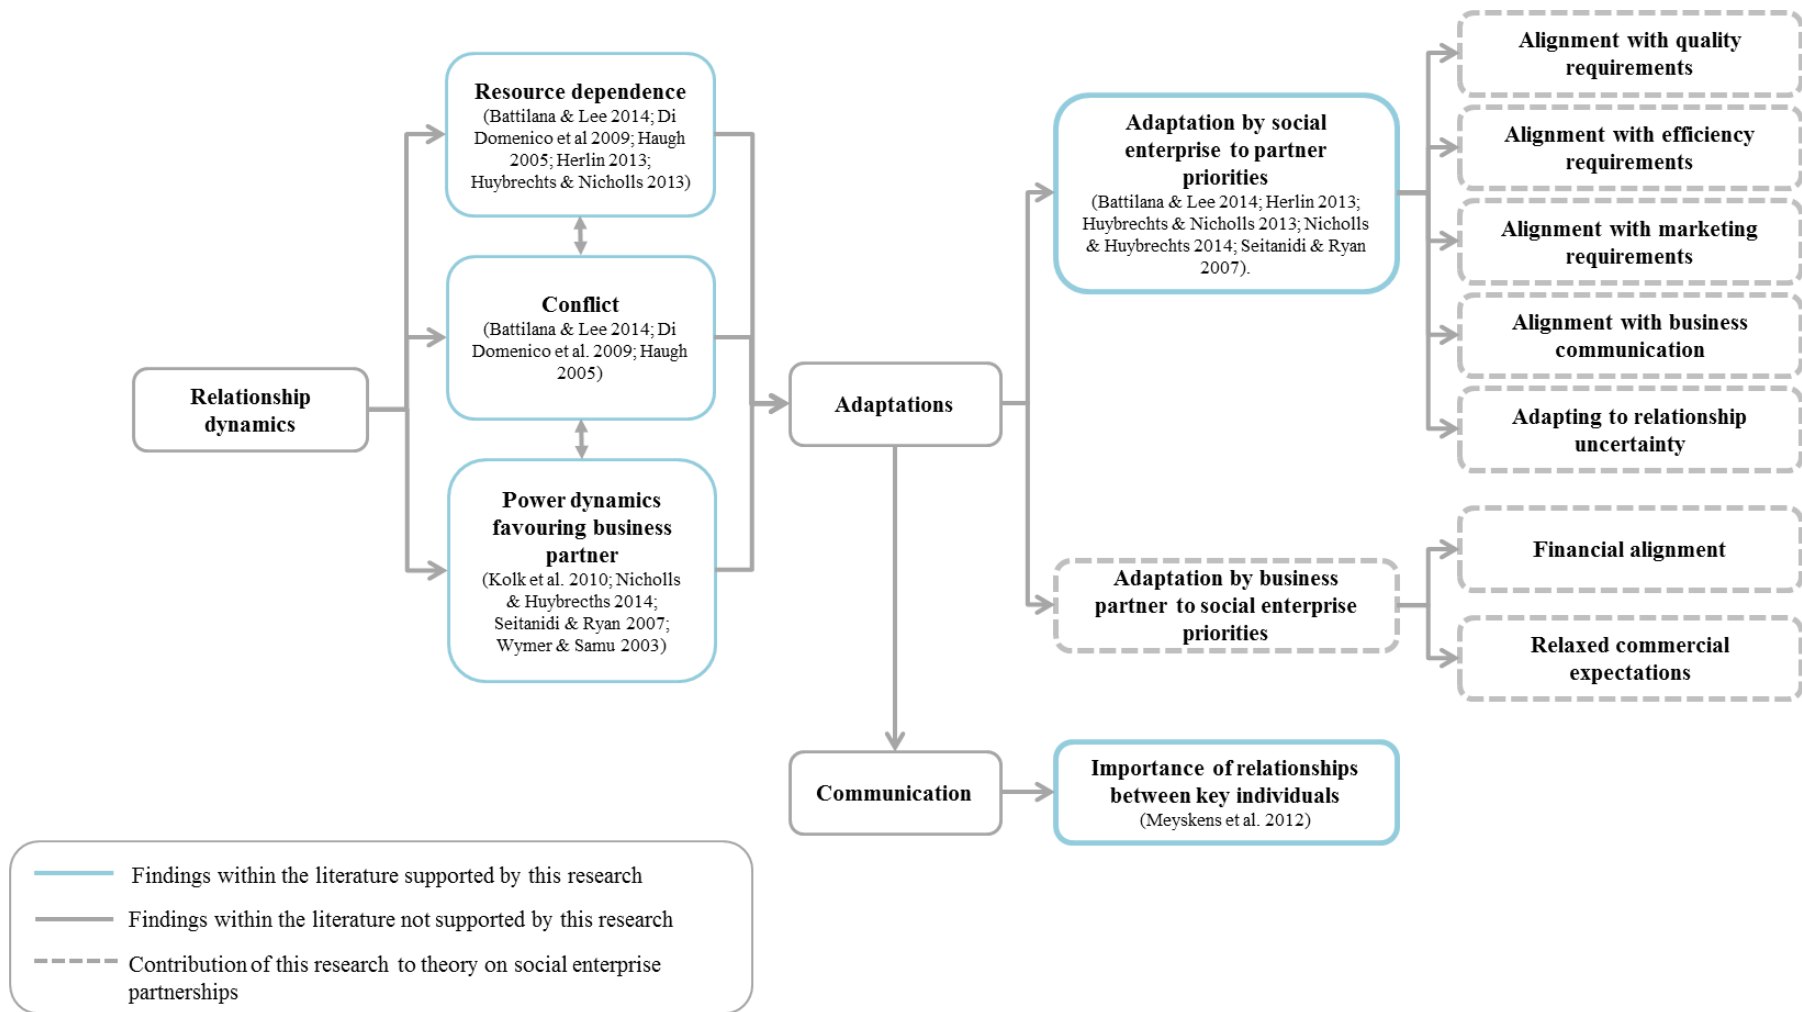 Relationship
dynamics
Resource dependence
(Battilana & Lee 2014; Di
Domenico et al 2009; Haugh
2005; Herlin 2013;
Huybrechts & Nicholls 2013)
Conflict
(Battilana & Lee 2014; Di
Domenico et al. 2009; Haugh
2005)
Power dynamics
favouring business
partner
(Kolk et al. 2010; Nicholls
& Huybrecths 2014;
Seitanidi & Ryan 2007;
Wymer & Samu 2003)
Adaptations
Communication
Adaptation by social
enterprise to partner
priorities
(Battilana & Lee 2014; Herlin 2013;
Huybrechts & Nicholls 2013; Nicholls
& Huybrechts 2014; Seitanidi & Ryan
2007).
Adaptation by business
partner to social enterprise
priorities
Importance of relationships
between key individuals
(Meyskens et al. 2012)
Alignment with quality
requirements
Alignment with efficiency
requirements
Alignment with marketing
requirements
Alignment with business
communication
Adapting to relationship
uncertainty
Financial alignment
Relaxed commercial
expectations
Findings within the literature supported by this research
Findings within the literature not supported by this research
Contribution of this research to theory on social enterprise
partnerships